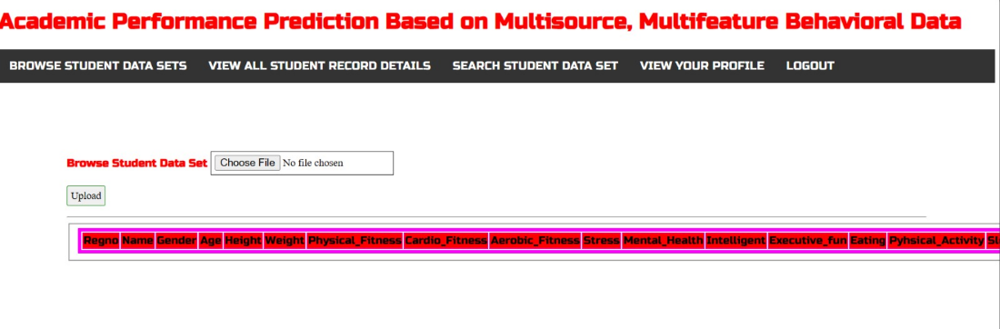 Academic Performance Prediction Based on Multisource, Multifeature Behavioral Data
BROWSE STUDENT DATA SETS VIEW ALL STUDENT RECORD DETAILS SEARCH STUDENT DATA SET VIEW YOUR PROFILE LOGOUT
Browse Student Data Set Choose File No file chosen
Upload
Regno Name Gender Age Height Weight Physical_Fitness Cardio_Fitness Aerobic_Fitness Stress Mental_Health Intelligent Executive_fun Eating Pyhsical_Activity